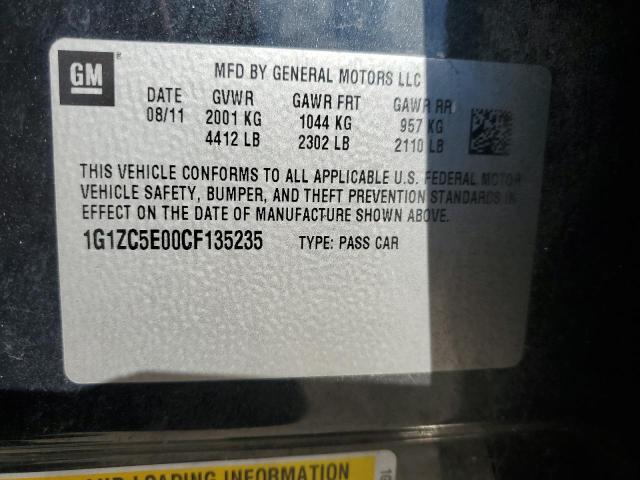 GM
MFD BY GENERAL MOTORS LLC
DATE GVWR GAWR FRT GAWR RR
08/11 2001 KG 1044 KG 957 KG
4412 LB 2302 LB 2110 LB
THIS VEHICLE CONFORMS TO ALL APPLICABLE U.S. FEDERAL MOTOR
VEHICLE SAFETY, BUMPER, AND THEFT PREVENTION STANDARDS IN
EFFECT ON THE DATE OF MANUFACTURE SHOWN ABOVE.
1G1ZC5E00CF135235 TYPE: PASS CAR
AND LOADING INFORMATION